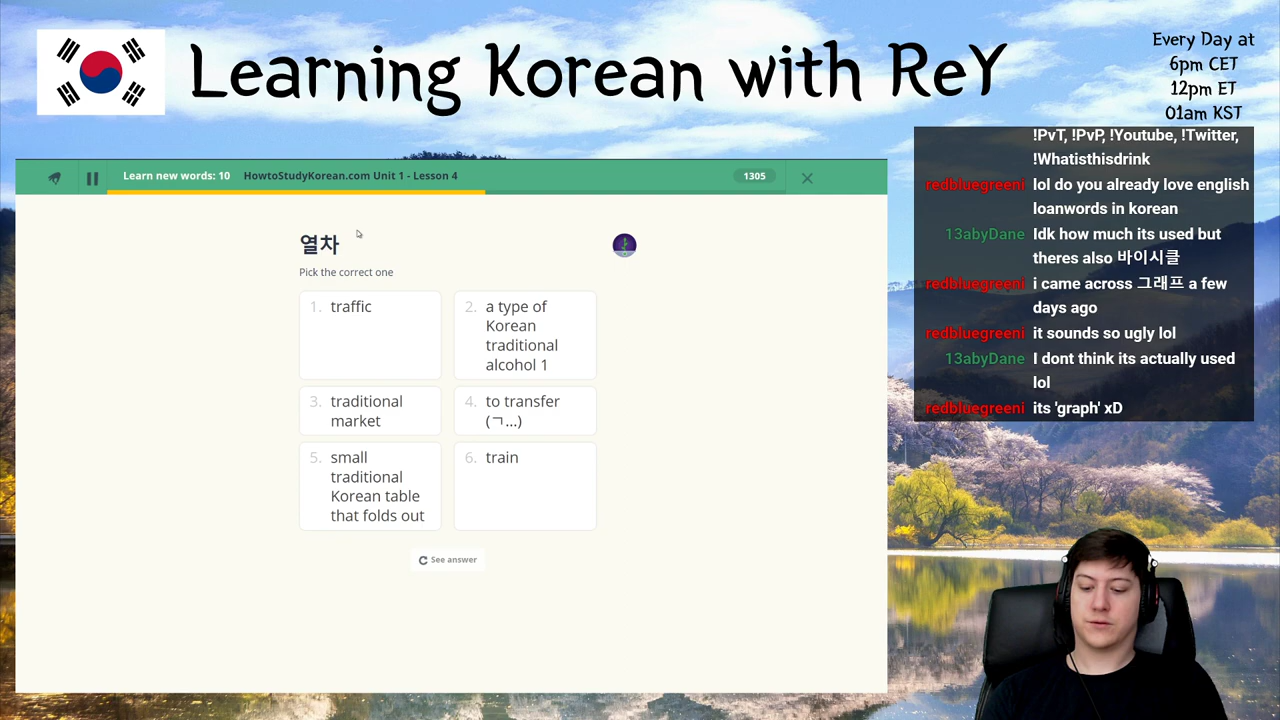 Learning Korean with ReY
Every Day at
6pm CET
12pm ET
01am KST
Learn new words: 10 HowtoStudyKorean.com Unit 1 - Lesson 4 1305
열차
Pick the correct one
1. traffic
2. a type of
Korean
traditional
alcohol 1
3. traditional
market
4. to transfer
(ㄱ...)
5. small
traditional
Korean table
that folds out
6. train
See answer
!PvT, !PvP, !Youtube, !Twitter,
!Whatisthisdrink
redbluegreeni lol do you already love english
loanwords in korean
13abyDane Idk how much its used but
theres also 바이시클
redbluegreeni i came across 그래프 a few
days ago
redbluegreeni it sounds so ugly lol
13abyDane I dont think its actually used
lol
redbluegreeni its 'graph' xD